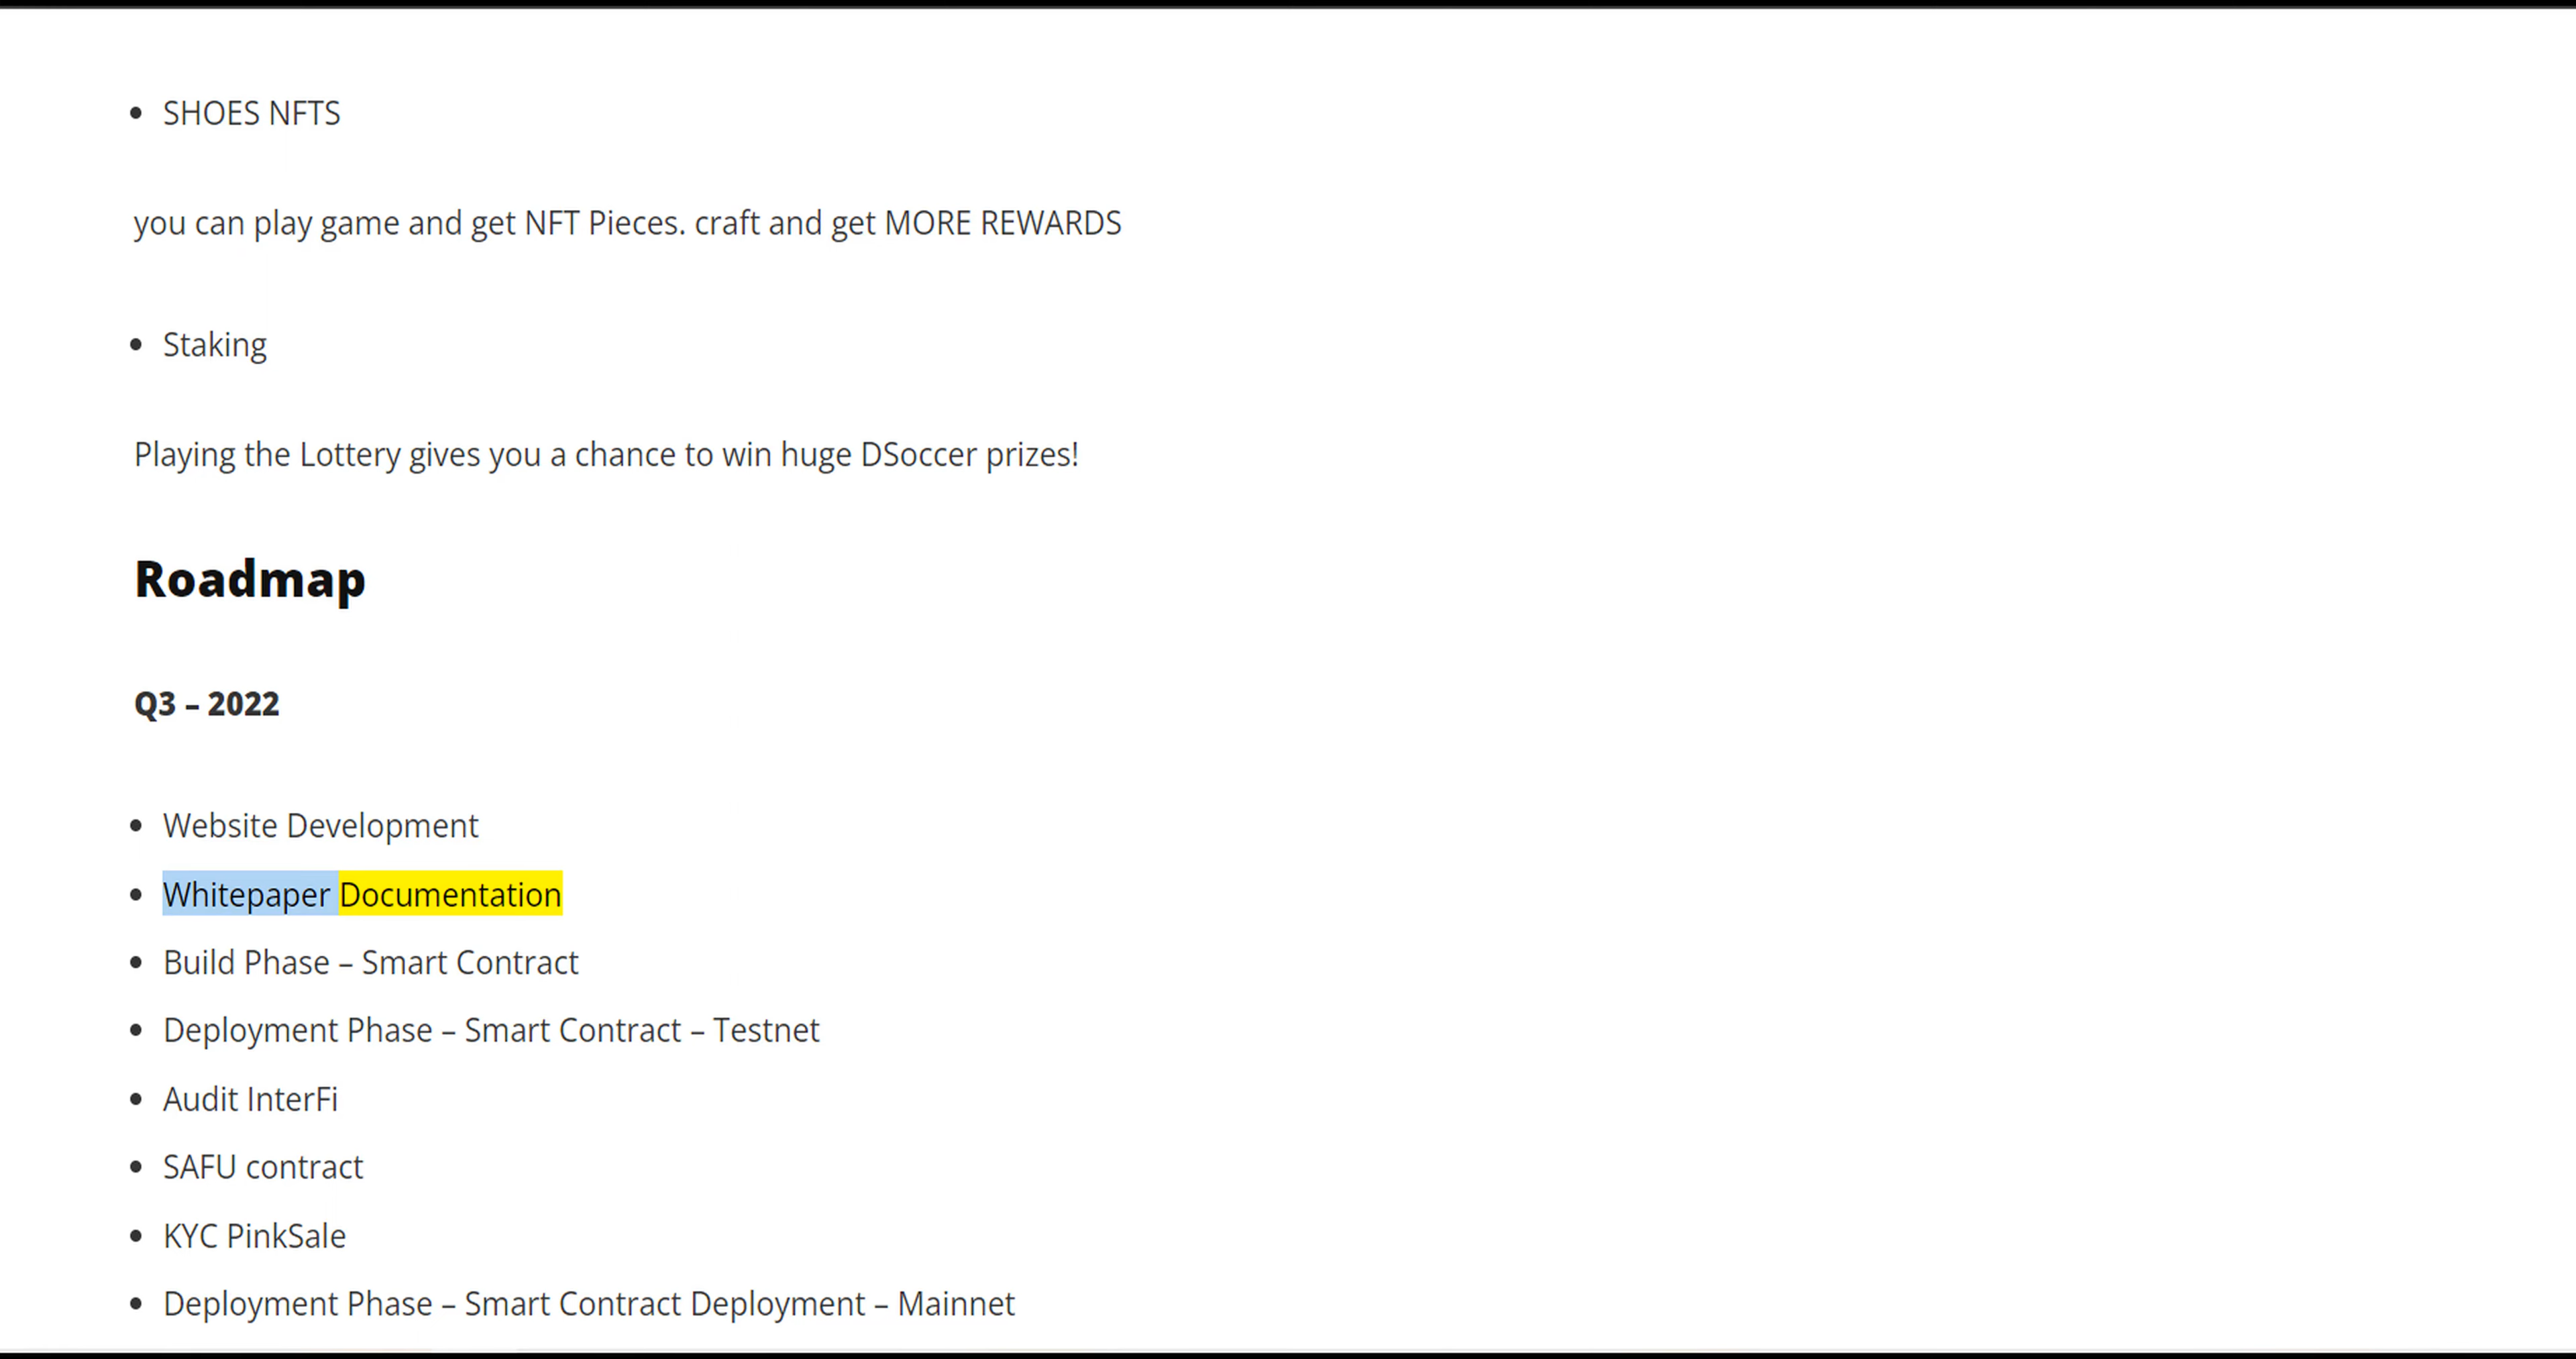 SHOES NFTS
you can play game and get NFT Pieces. craft and get MORE REWARDS
Staking
Playing the Lottery gives you a chance to win huge DSoccer prizes!
Roadmap
Q3 – 2022
Website Development
Whitepaper Documentation
Build Phase – Smart Contract
Deployment Phase – Smart Contract – Testnet
Audit InterFi
SAFU contract
KYC PinkSale
Deployment Phase – Smart Contract Deployment – Mainnet